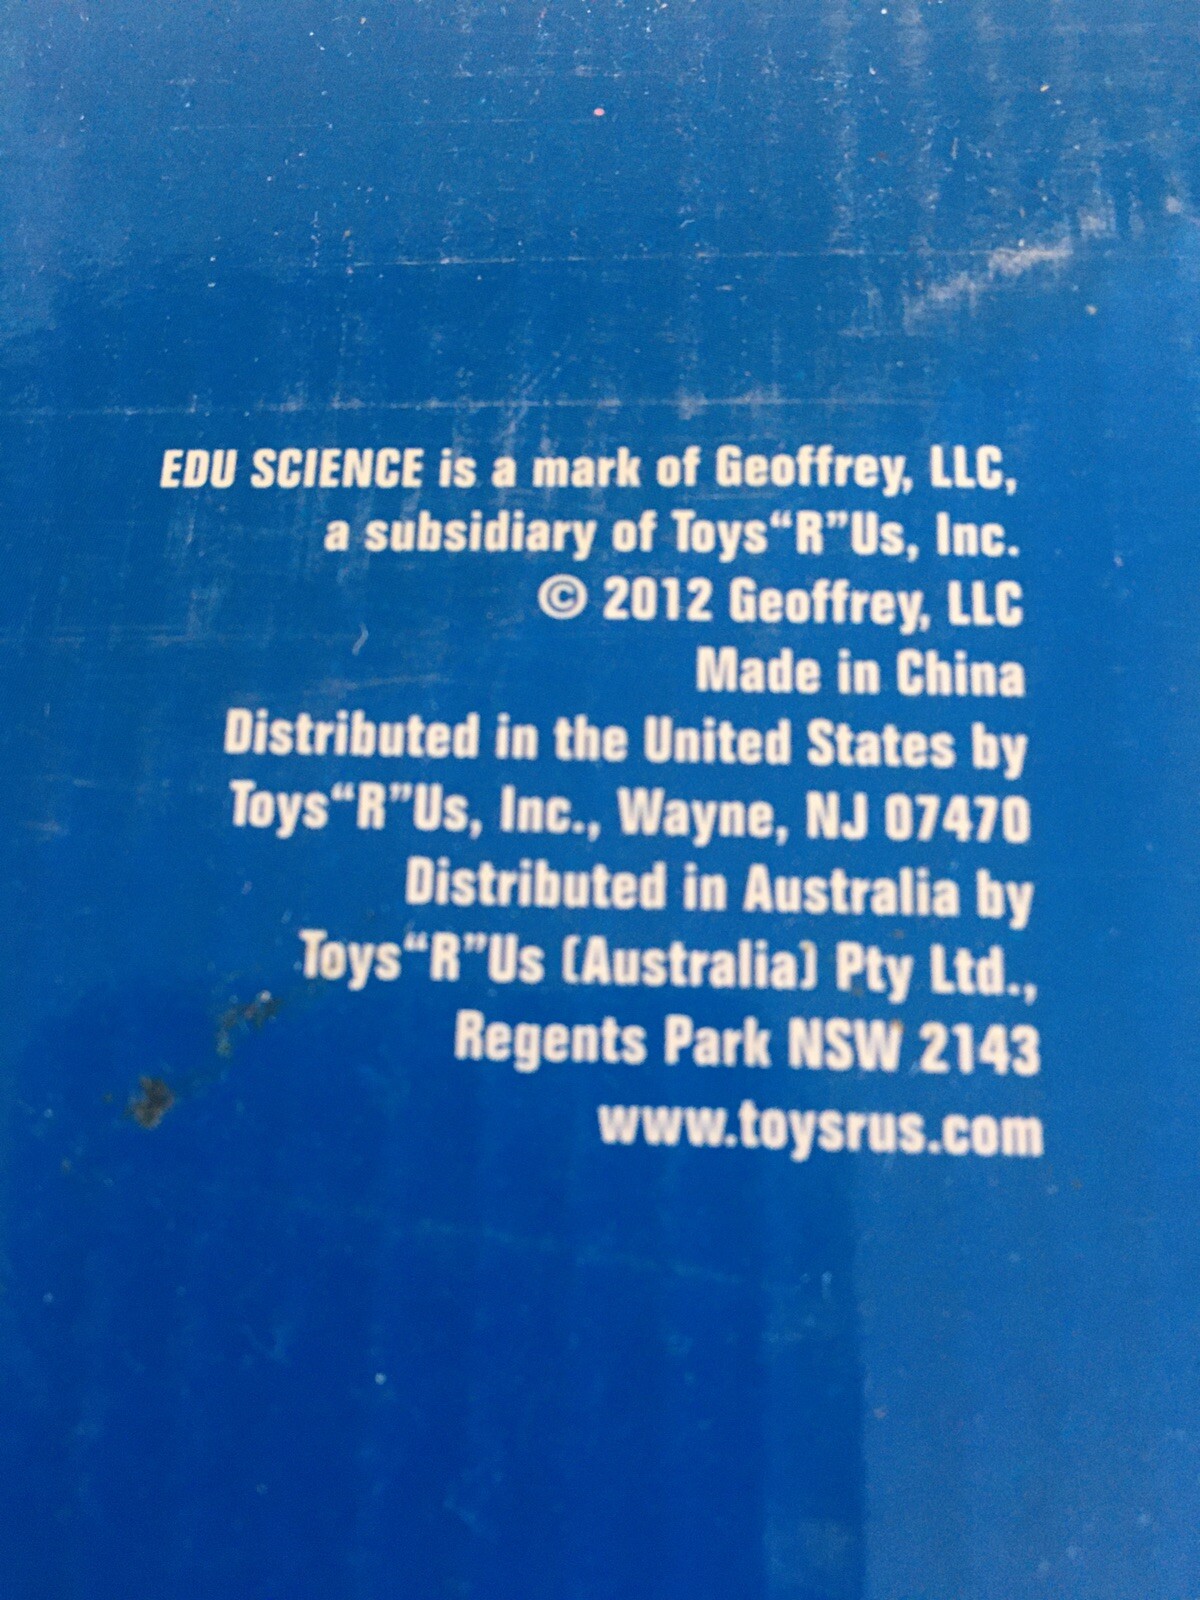 EDU SCIENCE is a mark of Geoffrey, LLC,
a subsidiary of Toys“R”Us, Inc.
© 2012 Geoffrey, LLC
Made in China
Distributed in the United States by
Toys“R”Us, Inc., Wayne, NJ 07470
Distributed in Australia by
Toys“R”Us (Australia) Pty Ltd.,
Regents Park NSW 2143
www.toysrus.com